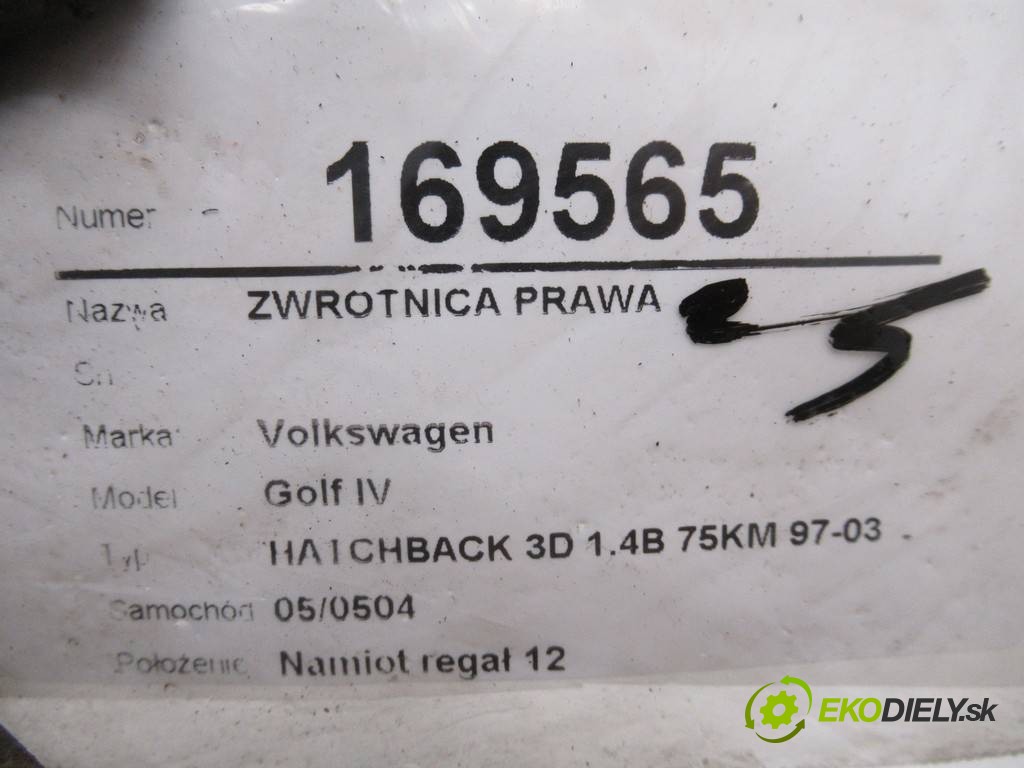 Numer - 169565
Nazwa ZWROTNICA PRAWA
Sn
Marka Volkswagen
Model Golf IV
Typ HATCHBACK 3D 1.4B 75KM 97-03
Samochód 05/0504
Położenie Namiot regał 12
EKODIELY.sk